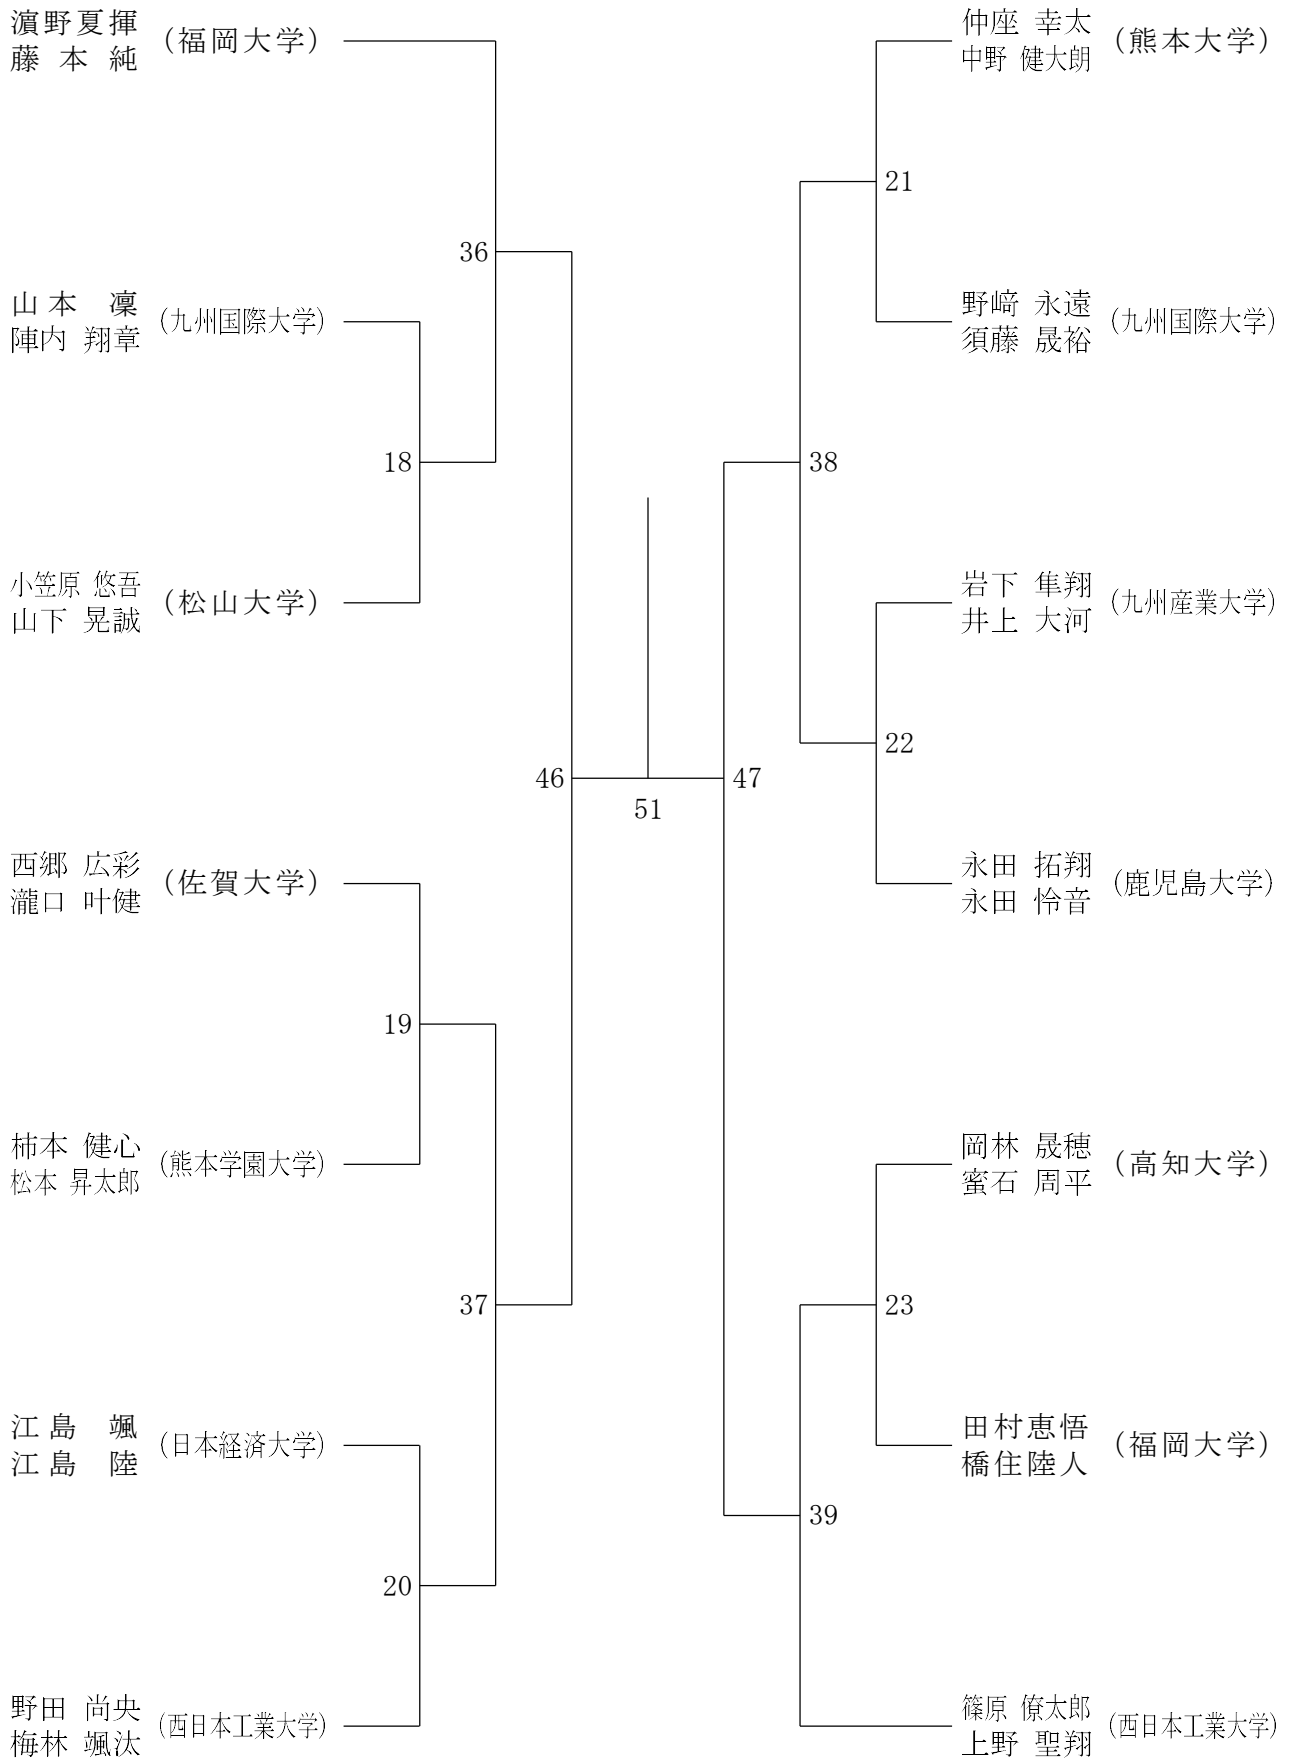 濵野夏揮
藤本純
(福岡大学)
36
山本 凜
陣内 翔章
(九州国際大学)
18
小笠原 悠吾
山下 晃誠
(松山大学)
46
西郷 広彩
瀧口 叶健
(佐賀大学)
19
柿本 健心
松本 昇太郎
(熊本学園大学)
37
江島 颯
江島 陸
(日本経済大学)
20
野田 尚央
梅林 颯汰
(西日本工業大学)
51
仲座 幸太
中野 健大朗
(熊本大学)
21
野﨑 永遠
須藤 晟裕
(九州国際大学)
38
岩下 隼翔
井上 大河
(九州産業大学)
22
47
永田 拓翔
永田 怜音
(鹿児島大学)
岡林 晟穂
蜜石 周平
(高知大学)
23
田村恵悟
橋住陸人
(福岡大学)
39
篠原 僚太郎
上野 聖翔
(西日本工業大学)